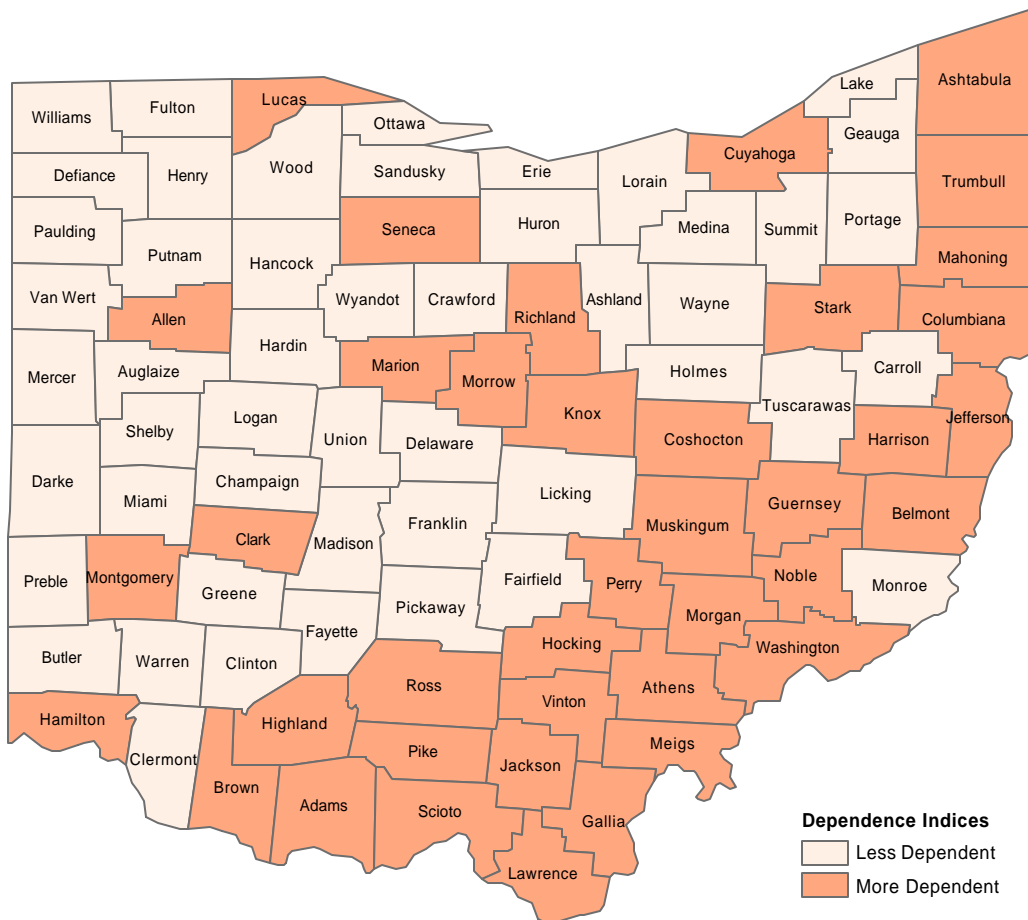 Ashtabula
Lake
Fulton
Lucas
Williams
Ottawa
Geauga
Cuyahoga
Wood
Erie
Sandusky
Defiance
Henry
Lorain
Trumbull
Portage
Huron
Medina
Summit
Seneca
Paulding
Putnam
Mahoning
Hancock
Van Wert
Wyandot
Crawford
Ashland
Wayne
Stark
Richland
Allen
Columbiana
Hardin
Marion
Carroll
Holmes
Auglaize
Mercer
Morrow
Tuscarawas
Knox
Logan
Jefferson
Shelby
Union
Delaware
Coshocton
Harrison
Darke
Champaign
Licking
Miami
Guernsey
Belmont
Franklin
Muskingum
Clark
Madison
Preble
Montgomery
Fairfield
Perry
Noble
Monroe
Greene
Pickaway
Morgan
Fayette
Hocking
Washington
Butler
Warren
Clinton
Ross
Athens
Vinton
Hamilton
Highland
Meigs
Pike
Clermont
Jackson
Brown
Adams
Scioto
Gallia
Lawrence
Dependence Indices
Less Dependent
More Dependent